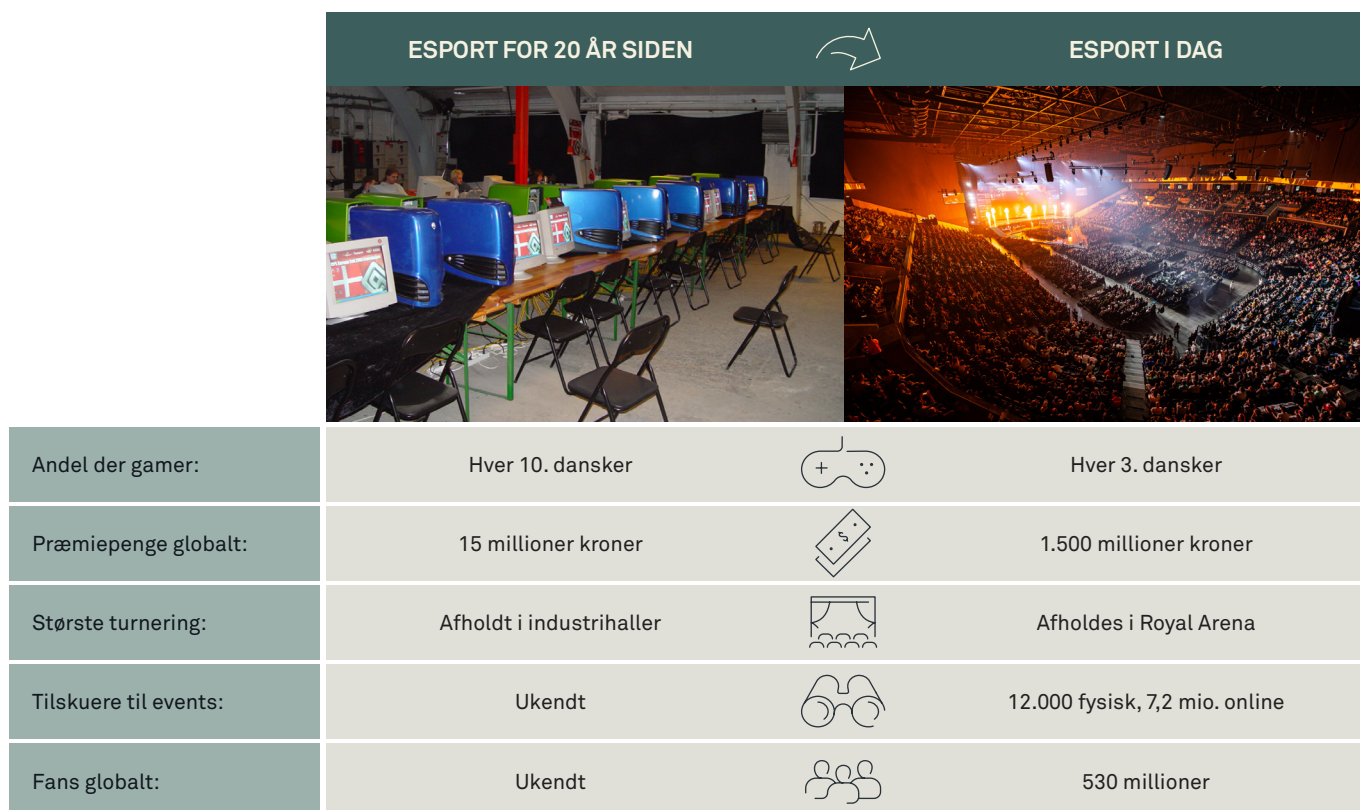 ESPORT FOR 20 ÅR SIDEN
ESPORT I DAG
Andel der gamer:
Hver 10. dansker
Hver 3. dansker
Præmiepenge globalt:
15 millioner kroner
$
1.500 millioner kroner
Største turnering:
Afholdt i industrihaller
Afholdes i Royal Arena
Tilskuere til events:
Ukendt
12.000 fysisk, 7,2 mio. online
Fans globalt:
Ukendt
530 millioner